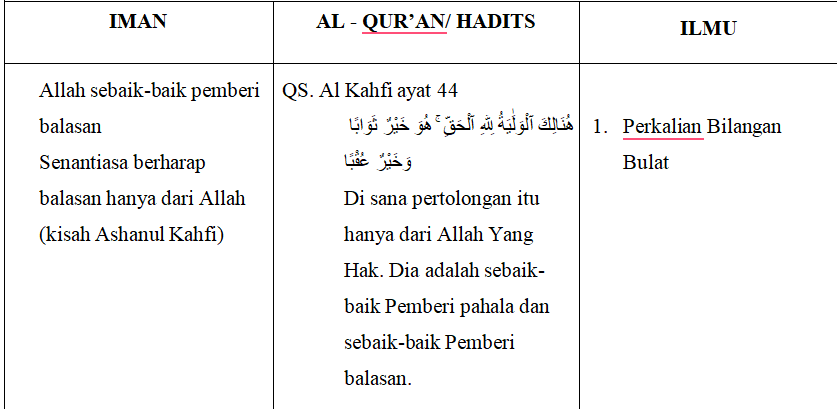 IMAN
AL - QUR’AN/ HADITS
ILMU
Allah sebaik-baik pemberi
balasan
Senantiasa berharap
balasan hanya dari Allah
(kisah Ashanul Kahfi)
QS. Al Kahfi ayat 44
هُنَالِكَ ٱلْوَلَٰيَةُ لِلَّهِ ٱلْحَقِّ ۚ هُوَ خَيْرٌ ثَوَابًا
وَخَيْرٌ عُقْبًا
Di sana pertolongan itu
hanya dari Allah Yang
Hak. Dia adalah sebaik-
baik Pemberi pahala dan
sebaik-baik Pemberi
balasan.
1. Perkalian Bilangan
Bulat